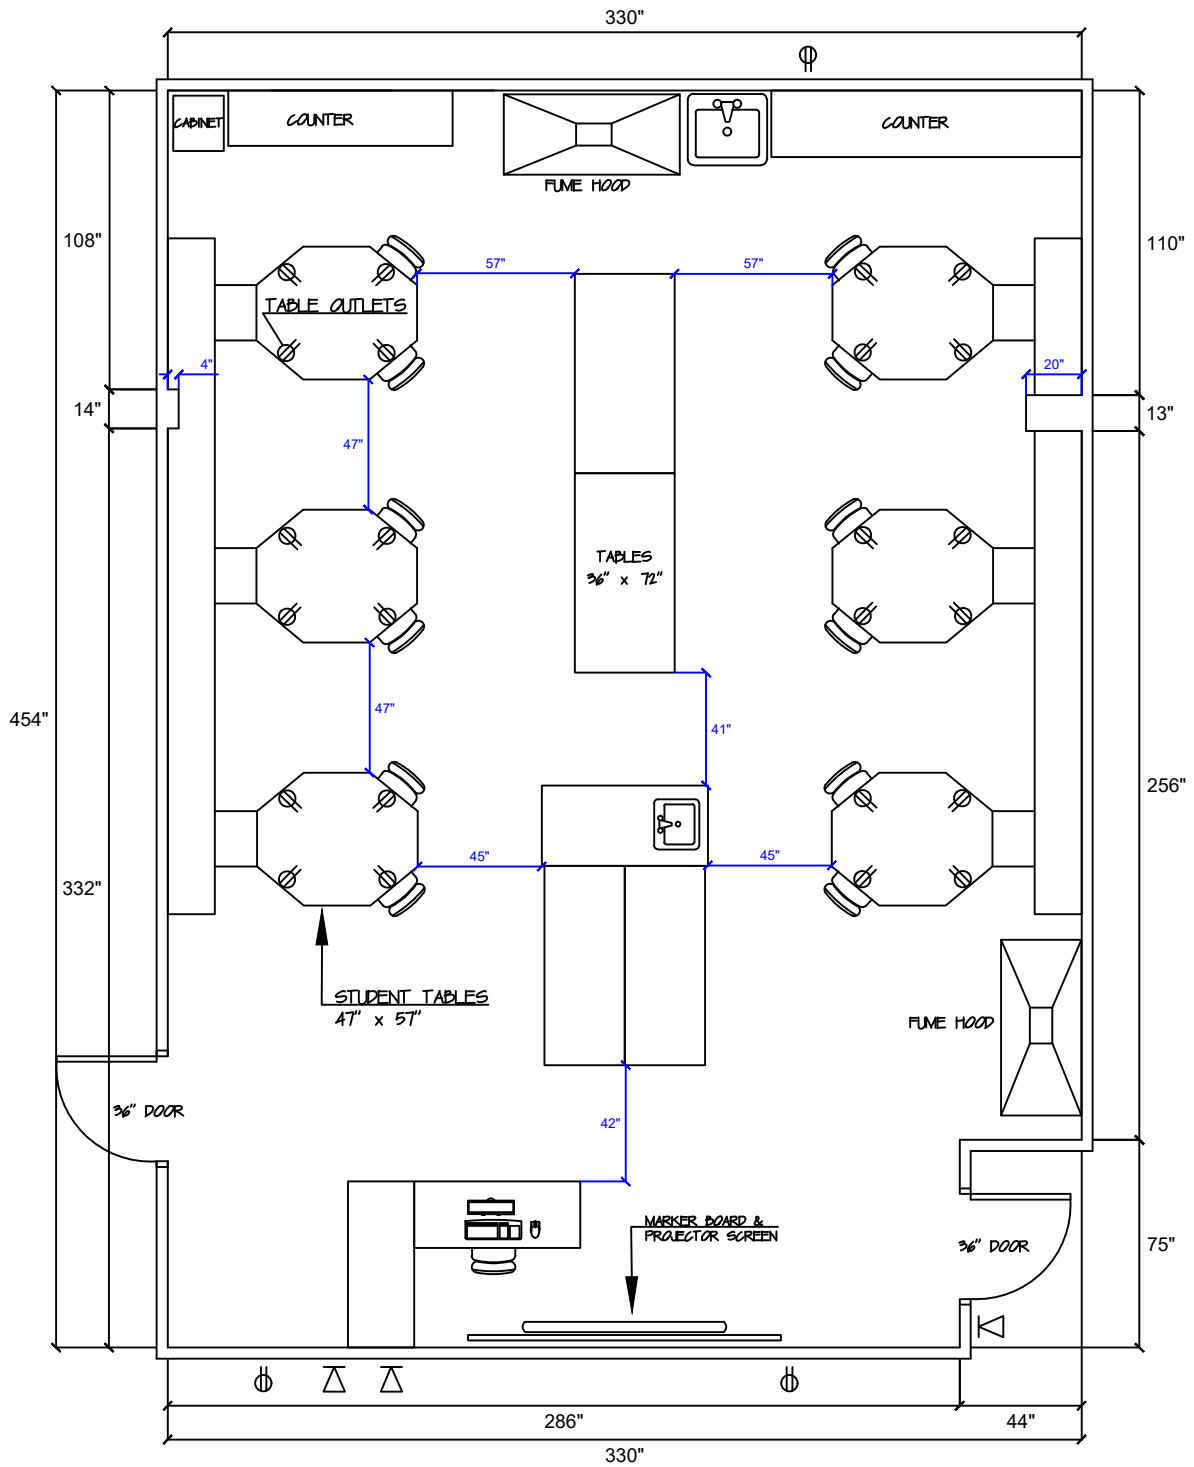 330"
CABINET
COUNTER
COUNTER
FUME HOOD
108"
110"
57"
57"
TABLE OUTLETS
4"
20"
14"
13"
47"
TABLES
36" x 72"
454"
47"
41"
256"
45"
45"
332"
STUDENT TABLES
47" x 57"
FUME HOOD
36" DOOR
42"
MARKER BOARD &
PROJECTOR SCREEN
36" DOOR
75"
286"
44"
330"